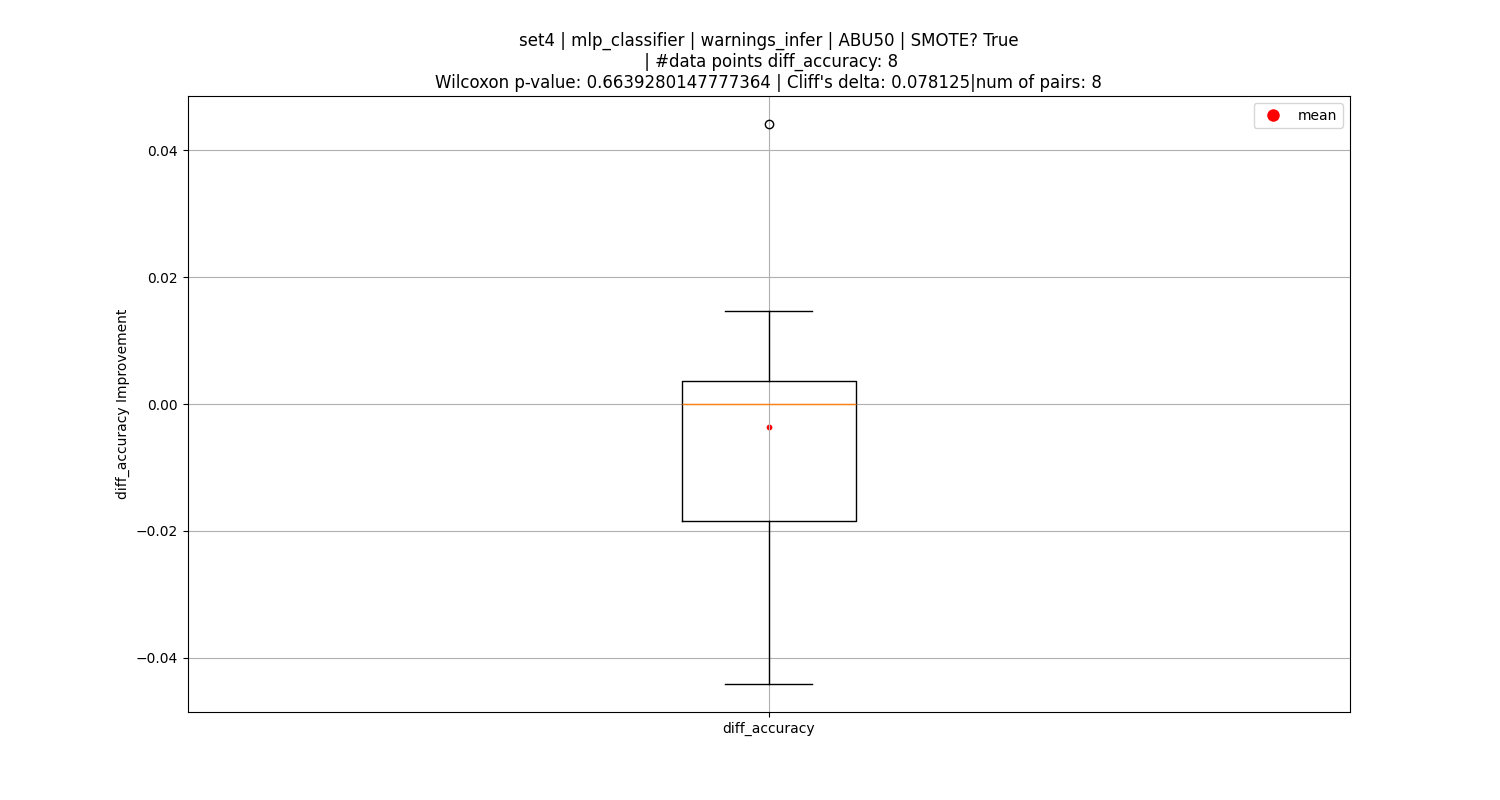 set4 | mlp_classifier | warnings_infer | ABU50 | SMOTE? True
| #data points diff_accuracy: 8
Wilcoxon p-value: 0.6639280147777364 | Cliff's delta: 0.078125|num of pairs: 8
mean
0.04
0.02
0.00
−0.02
−0.04
diff_accuracy Improvement
diff_accuracy